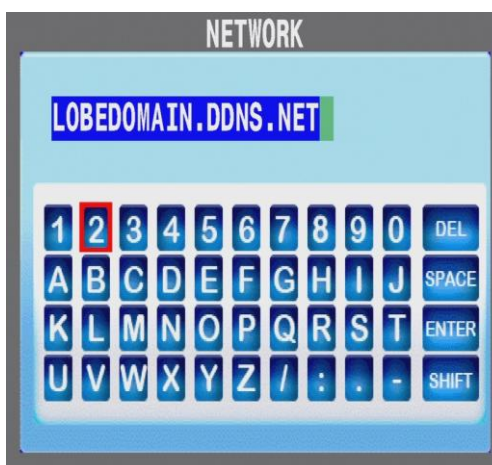 NETWORK
LOBEDOMAIN.DDNS.NET
1 2 3 4 5 6 7 8 9 0 DEL
A B C D E F G H I J SPACE
K L M N O P Q R S T ENTER
U V W X Y Z / : . - SHIFT